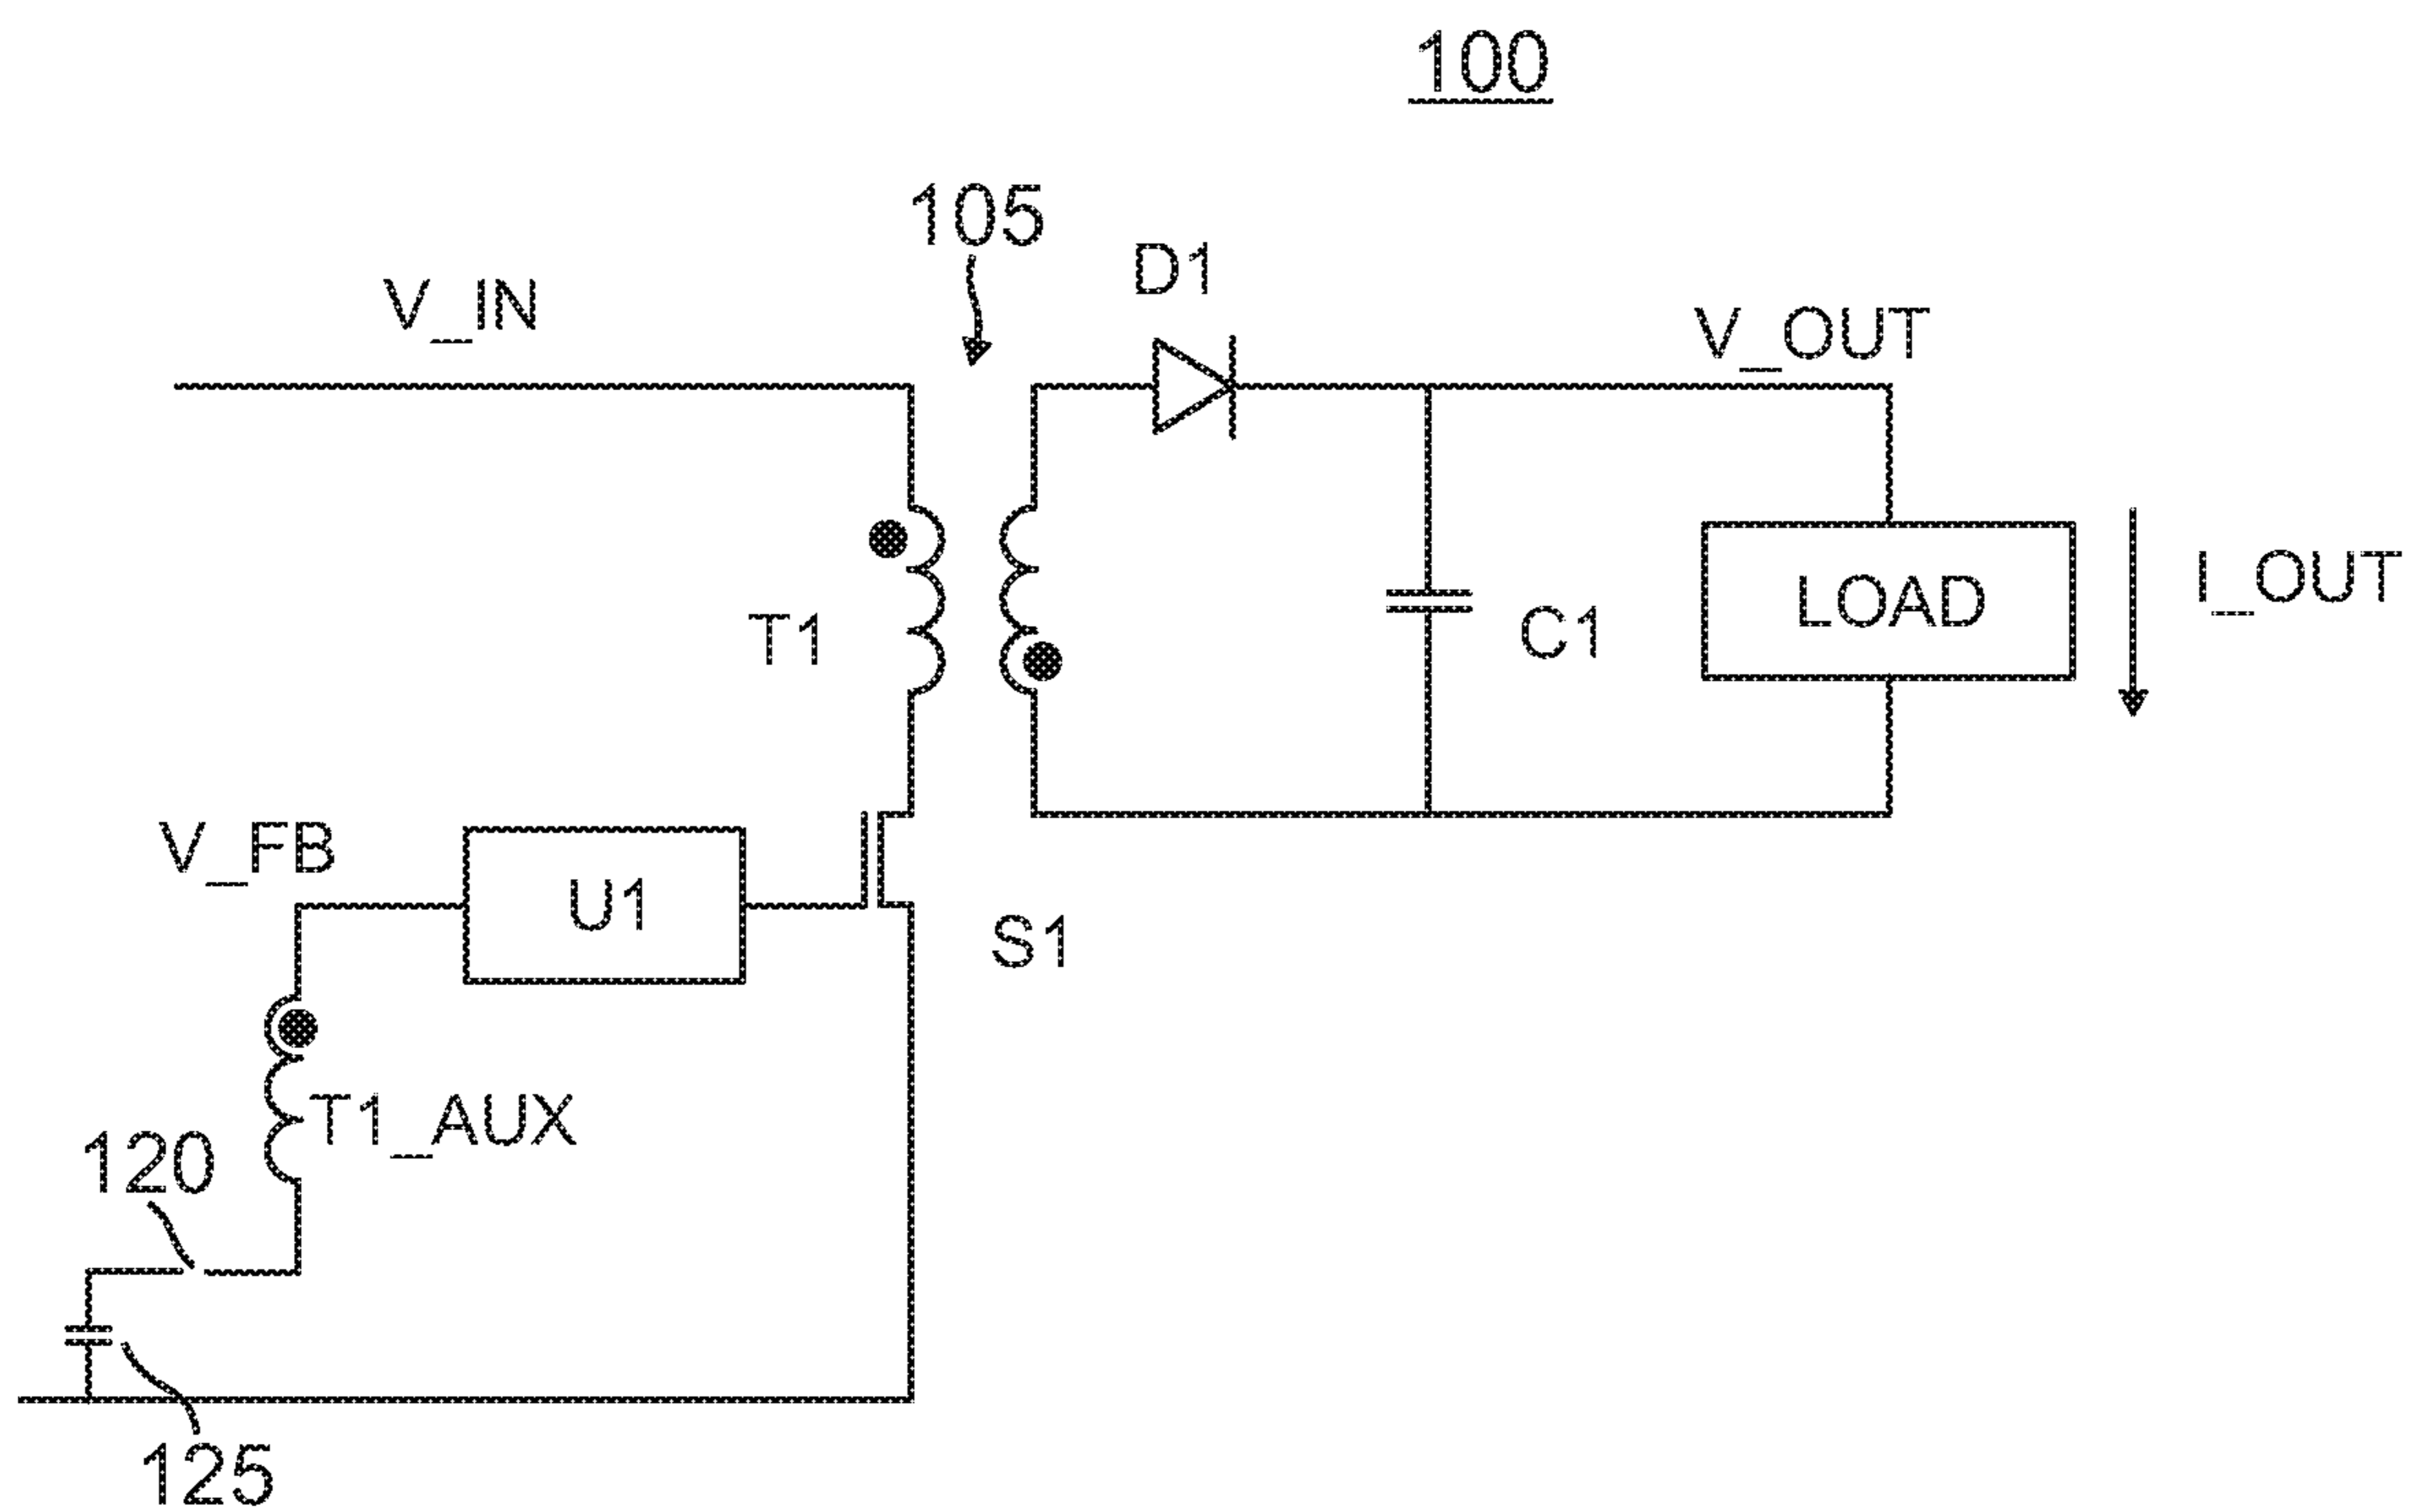 100
105
D1
V_IN
V_OUT
I_OUT
LOAD
T1
C1
V_FB
U1
S1
T1_AUX
120
125